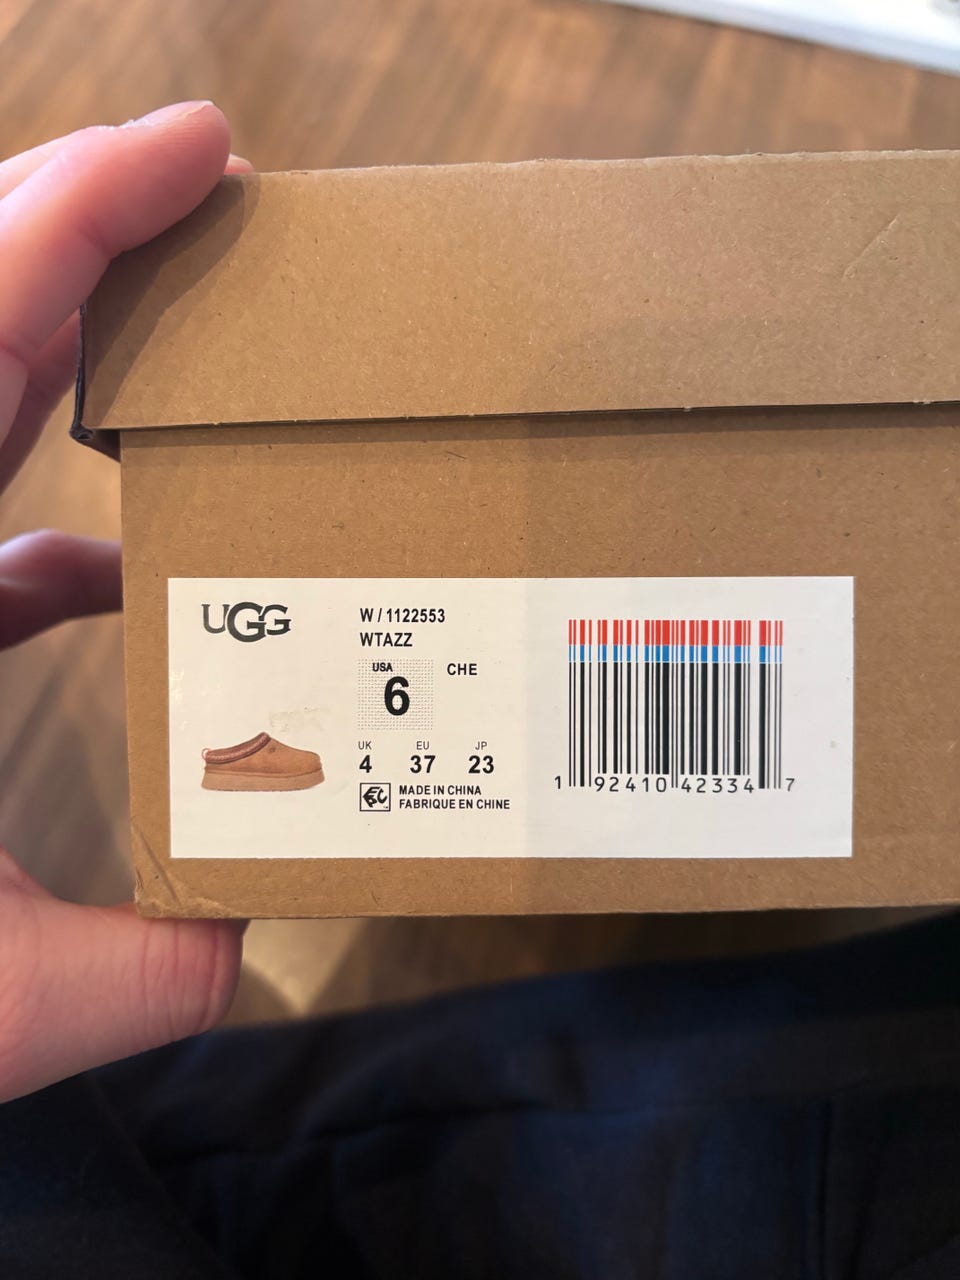 UGG
W / 1122553
WTAZZ
USA
6
CHE
UK EU JP
4 37 23
MADE IN CHINA
FABRIQUE EN CHINE
1 92410 42334 7